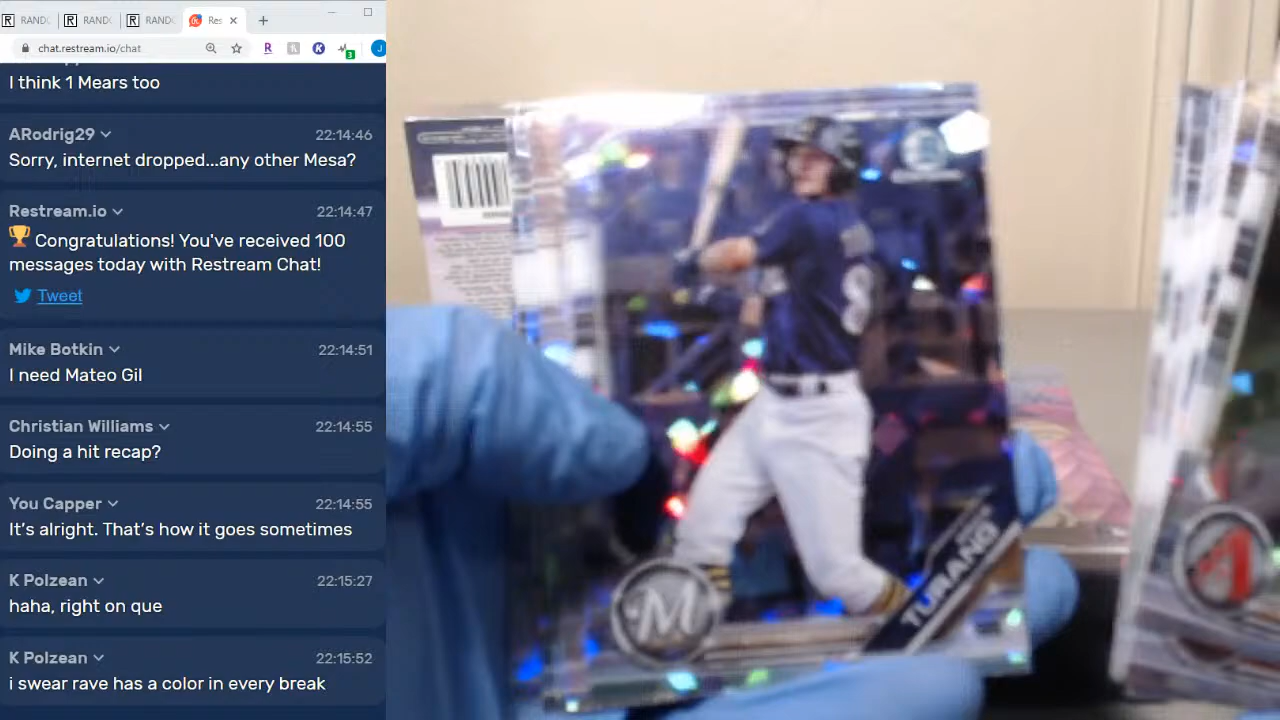 RAND
RAND
RAND
Res
chat.restream.io/chat
R
K
3
J
I think 1 Mears too
ARodrig29
22:14:46
Sorry, internet dropped...any other Mesa?
Restream.io
22:14:47
Congratulations! You've received 100
messages today with Restream Chat!
Tweet
Mike Botkin
22:14:51
I need Mateo Gil
Christian Williams
22:14:55
Doing a hit recap?
You Capper
22:14:55
It's alright. That's how it goes sometimes
K Polzean
22:15:27
haha, right on que
K Polzean
22:15:52
i swear rave has a color in every break
8
M
TURANG
A